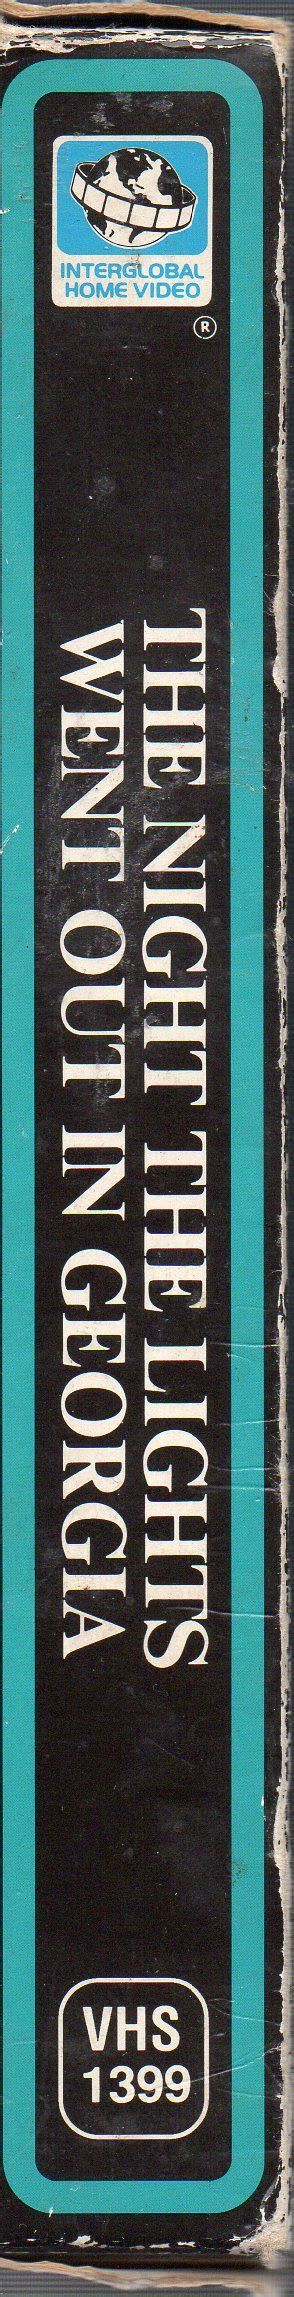 INTERGLOBAL
HOME VIDEO
®
THE NIGHT THE LIGHTS
WENT OUT IN GEORGIA
VHS
1399